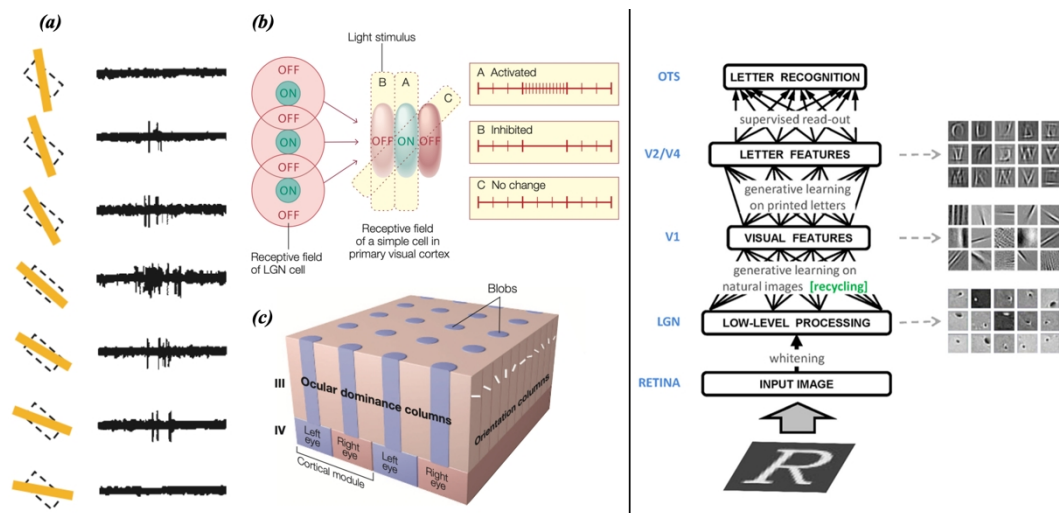 (a)
(b)
Light stimulus
OFF
ON
OFF
ON
OFF
ON
OFF
B
A
C
OFF
ON
OFF
Receptive field
of LGN cell
Receptive field
of a simple cell in
primary visual cortex
A Activated
B Inhibited
C No change
(c)
Blobs
III
IV
Ocular dominance columns
Orientation columns
Left
eye
Right
eye
Left
eye
Right
eye
Cortical module
OTS
LETTER RECOGNITION
supervised read-out
V2/V4
LETTER FEATURES
generative learning
on printed letters
V1
VISUAL FEATURES
generative learning on
natural images [recycling]
LGN
LOW-LEVEL PROCESSING
whitening
RETINA
INPUT IMAGE
R